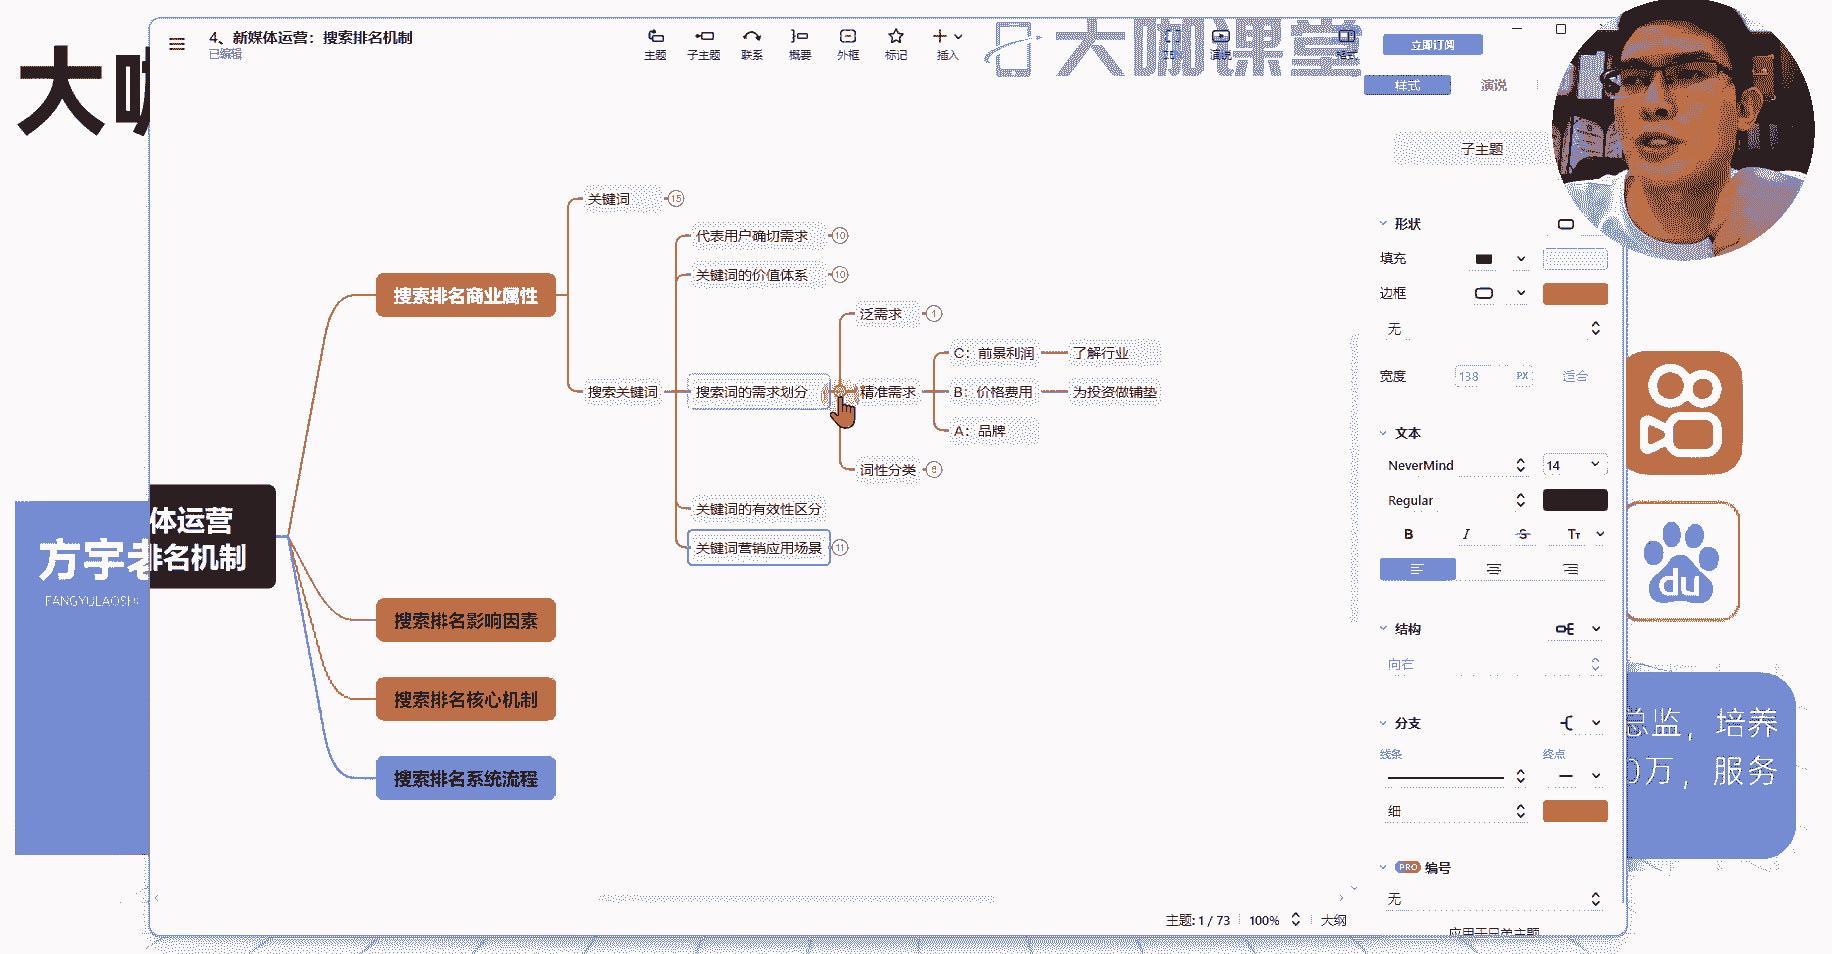 4、新媒体运营：搜索排名机制
已编辑
主题
子主题
联系
概要
外框
标记
插入
大咖课堂
立即订阅
样式
演说
子主题
大咖
方宇老
FANGYULAOSHI
体运营
排名机制
搜索排名商业属性
搜索排名影响因素
搜索排名核心机制
搜索排名系统流程
关键词
15
搜索关键词
代表用户确切需求
10
关键词的价值体系
10
搜索词的需求划分
关键词的有效性区分
关键词营销应用场景
11
泛需求
1
精准需求
词性分类
8
C：前景利润
了解行业
B：价格费用
为投资做铺垫
A：品牌
形状
填充
边框
无
宽度
138
PX
适合
文本
NeverMind
14
Regular
B
I
S
TT
结构
向右
分支
线条
终点
细
PRO
编号
无
应用于兄弟主题
主题: 1 / 73
100%
大纲
du
总监，培养
0万，服务